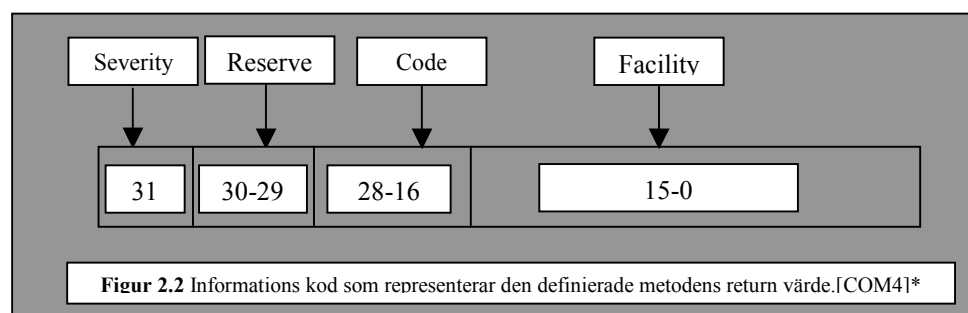 Severity Reserve Code Facility
31 30-29 28-16 15-0
Figur 2.2 Informations kod som representerar den definierade metodens return värde.[COM4]*